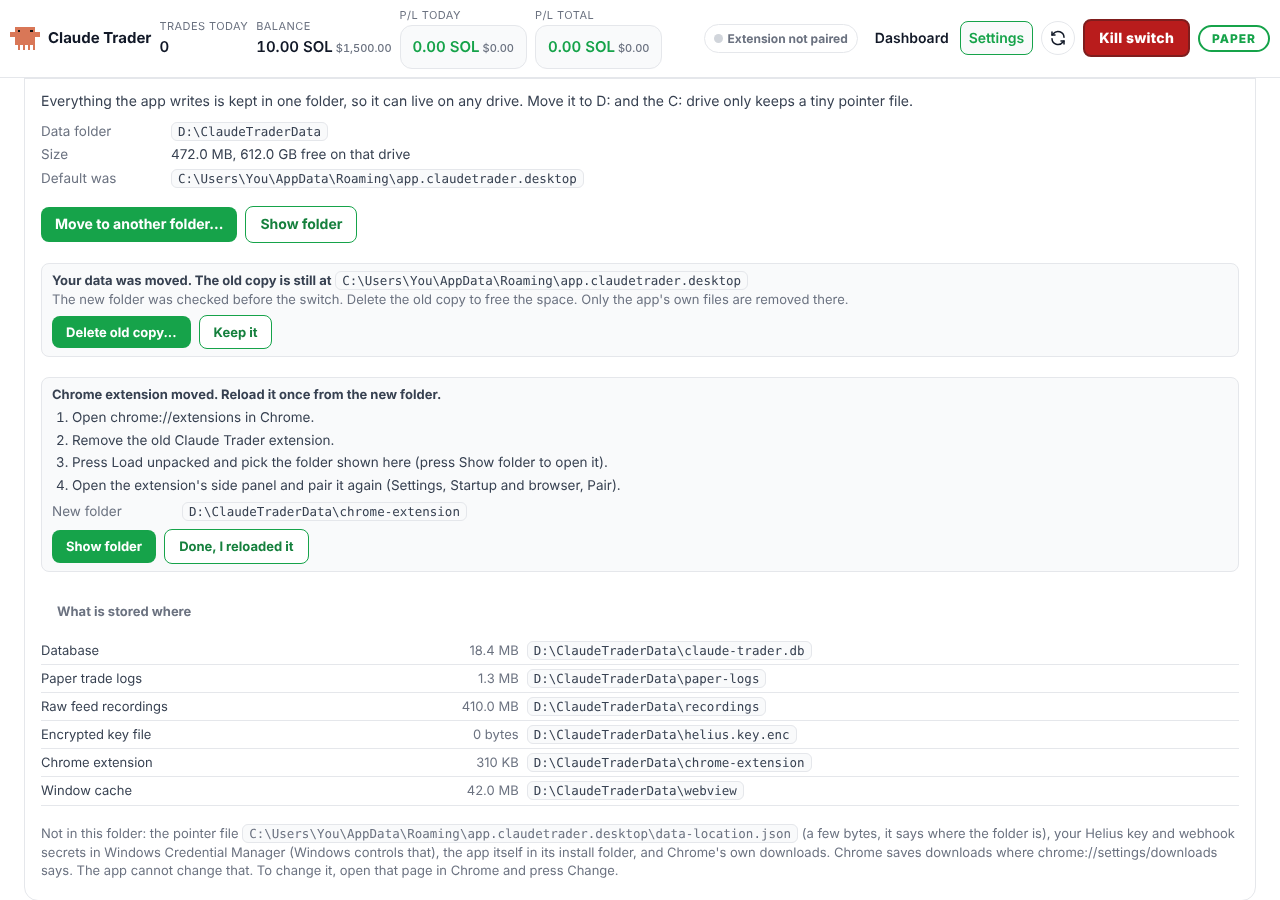 Claude Trader
TRADES TODAY
0
BALANCE
10.00 SOL $1,500.00
P/L TODAY
0.00 SOL $0.00
P/L TOTAL
0.00 SOL $0.00
Extension not paired
Dashboard
Settings
Kill switch
PAPER
Everything the app writes is kept in one folder, so it can live on any drive. Move it to D: and the C: drive only keeps a tiny pointer file.
Data folder D:\ClaudeTraderData
Size 472.0 MB, 612.0 GB free on that drive
Default was C:\Users\You\AppData\Roaming\app.claudetrader.desktop
Move to another folder... Show folder
Your data was moved. The old copy is still at C:\Users\You\AppData\Roaming\app.claudetrader.desktop
The new folder was checked before the switch. Delete the old copy to free the space. Only the app's own files are removed there.
Delete old copy... Keep it
Chrome extension moved. Reload it once from the new folder.
1. Open chrome://extensions in Chrome.
2. Remove the old Claude Trader extension.
3. Press Load unpacked and pick the folder shown here (press Show folder to open it).
4. Open the extension's side panel and pair it again (Settings, Startup and browser, Pair).
New folder D:\ClaudeTraderData\chrome-extension
Show folder Done, I reloaded it
What is stored where
Database 18.4 MB D:\ClaudeTraderData\claude-trader.db
Paper trade logs 1.3 MB D:\ClaudeTraderData\paper-logs
Raw feed recordings 410.0 MB D:\ClaudeTraderData\recordings
Encrypted key file 0 bytes D:\ClaudeTraderData\helius.key.enc
Chrome extension 310 KB D:\ClaudeTraderData\chrome-extension
Window cache 42.0 MB D:\ClaudeTraderData\webview
Not in this folder: the pointer file C:\Users\You\AppData\Roaming\app.claudetrader.desktop\data-location.json (a few bytes, it says where the folder is), your Helius key and webhook
secrets in Windows Credential Manager (Windows controls that), the app itself in its install folder, and Chrome's own downloads. Chrome saves downloads where chrome://settings/downloads
says. The app cannot change that. To change it, open that page in Chrome and press Change.